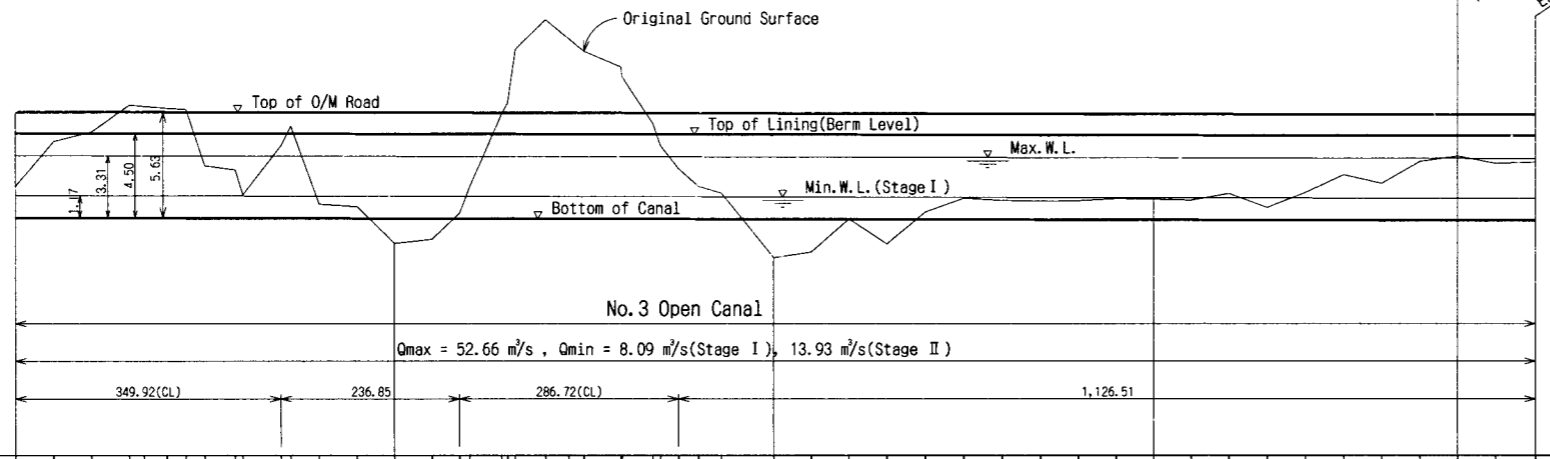 Original Ground Surface
Top of O/M Road
Top of Lining(Berm Level)
Max.W.L.
Min.W.L.(Stage Ⅰ)
Bottom of Canal
1.17
3.31
4.50
5.63
No.3 Open Canal
Qmax = 52.66 m³/s , Qmin = 8.09 m³/s(Stage Ⅰ), 13.93 m³/s(Stage Ⅱ)
349.92(CL)
236.85
286.72(CL)
1,126.51